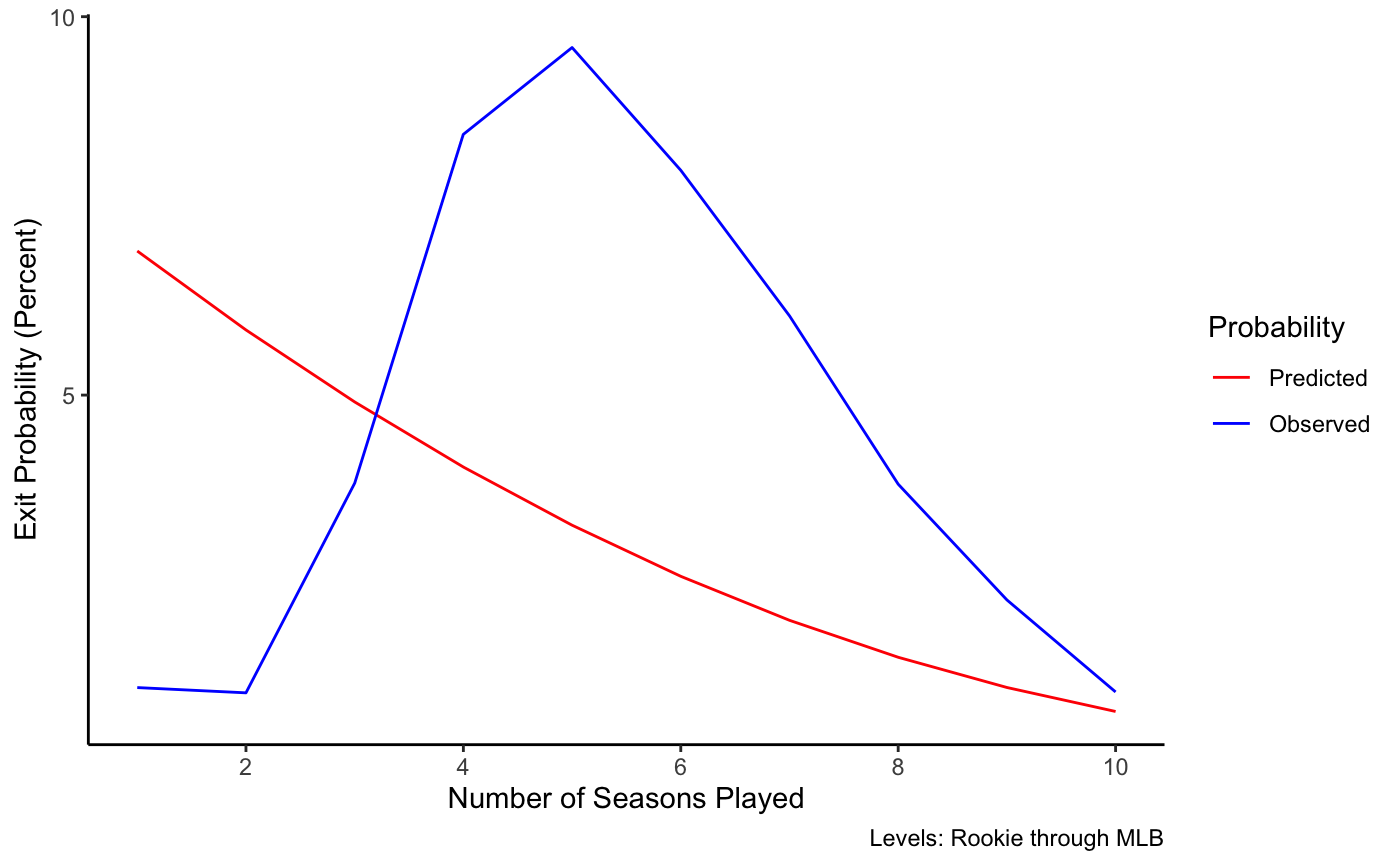 10
5
Exit Probability (Percent)
2 4 6 8 10
Number of Seasons Played
Levels: Rookie through MLB
Probability
Predicted
Observed